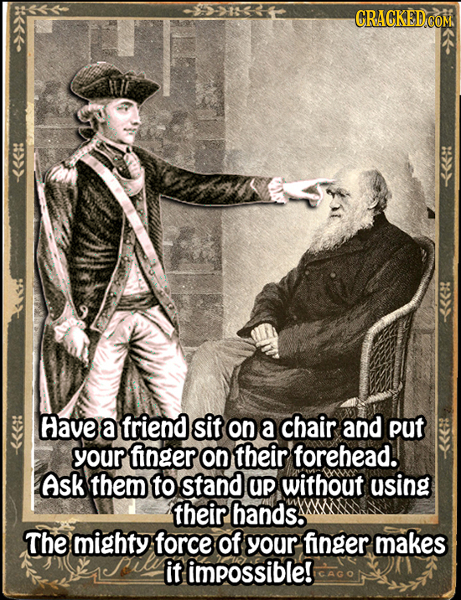 CRACKED.COM
Have a friend sit on a chair and put
your finger on their forehead.
Ask them to stand up without using
their hands.
The mighty force of your finger makes
it impossible!
CAGO